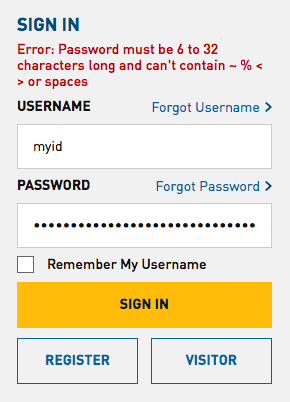 SIGN IN
Error: Password must be 6 to 32
characters long and can't contain ~ % <
> or spaces
USERNAME Forgot Username >
myid
PASSWORD Forgot Password >
••••••••••••••••••••••••••••••
Remember My Username
SIGN IN
REGISTER VISITOR